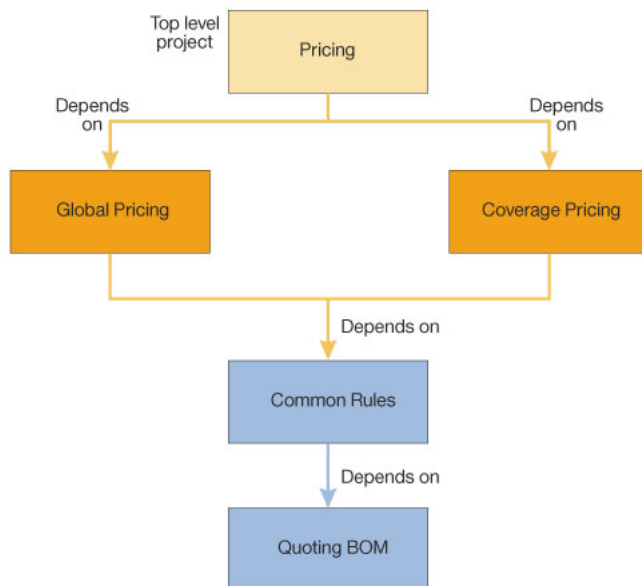 Top level
project
Pricing
Depends
on
Depends
on
Global Pricing
Coverage Pricing
Depends on
Common Rules
Depends on
Quoting BOM